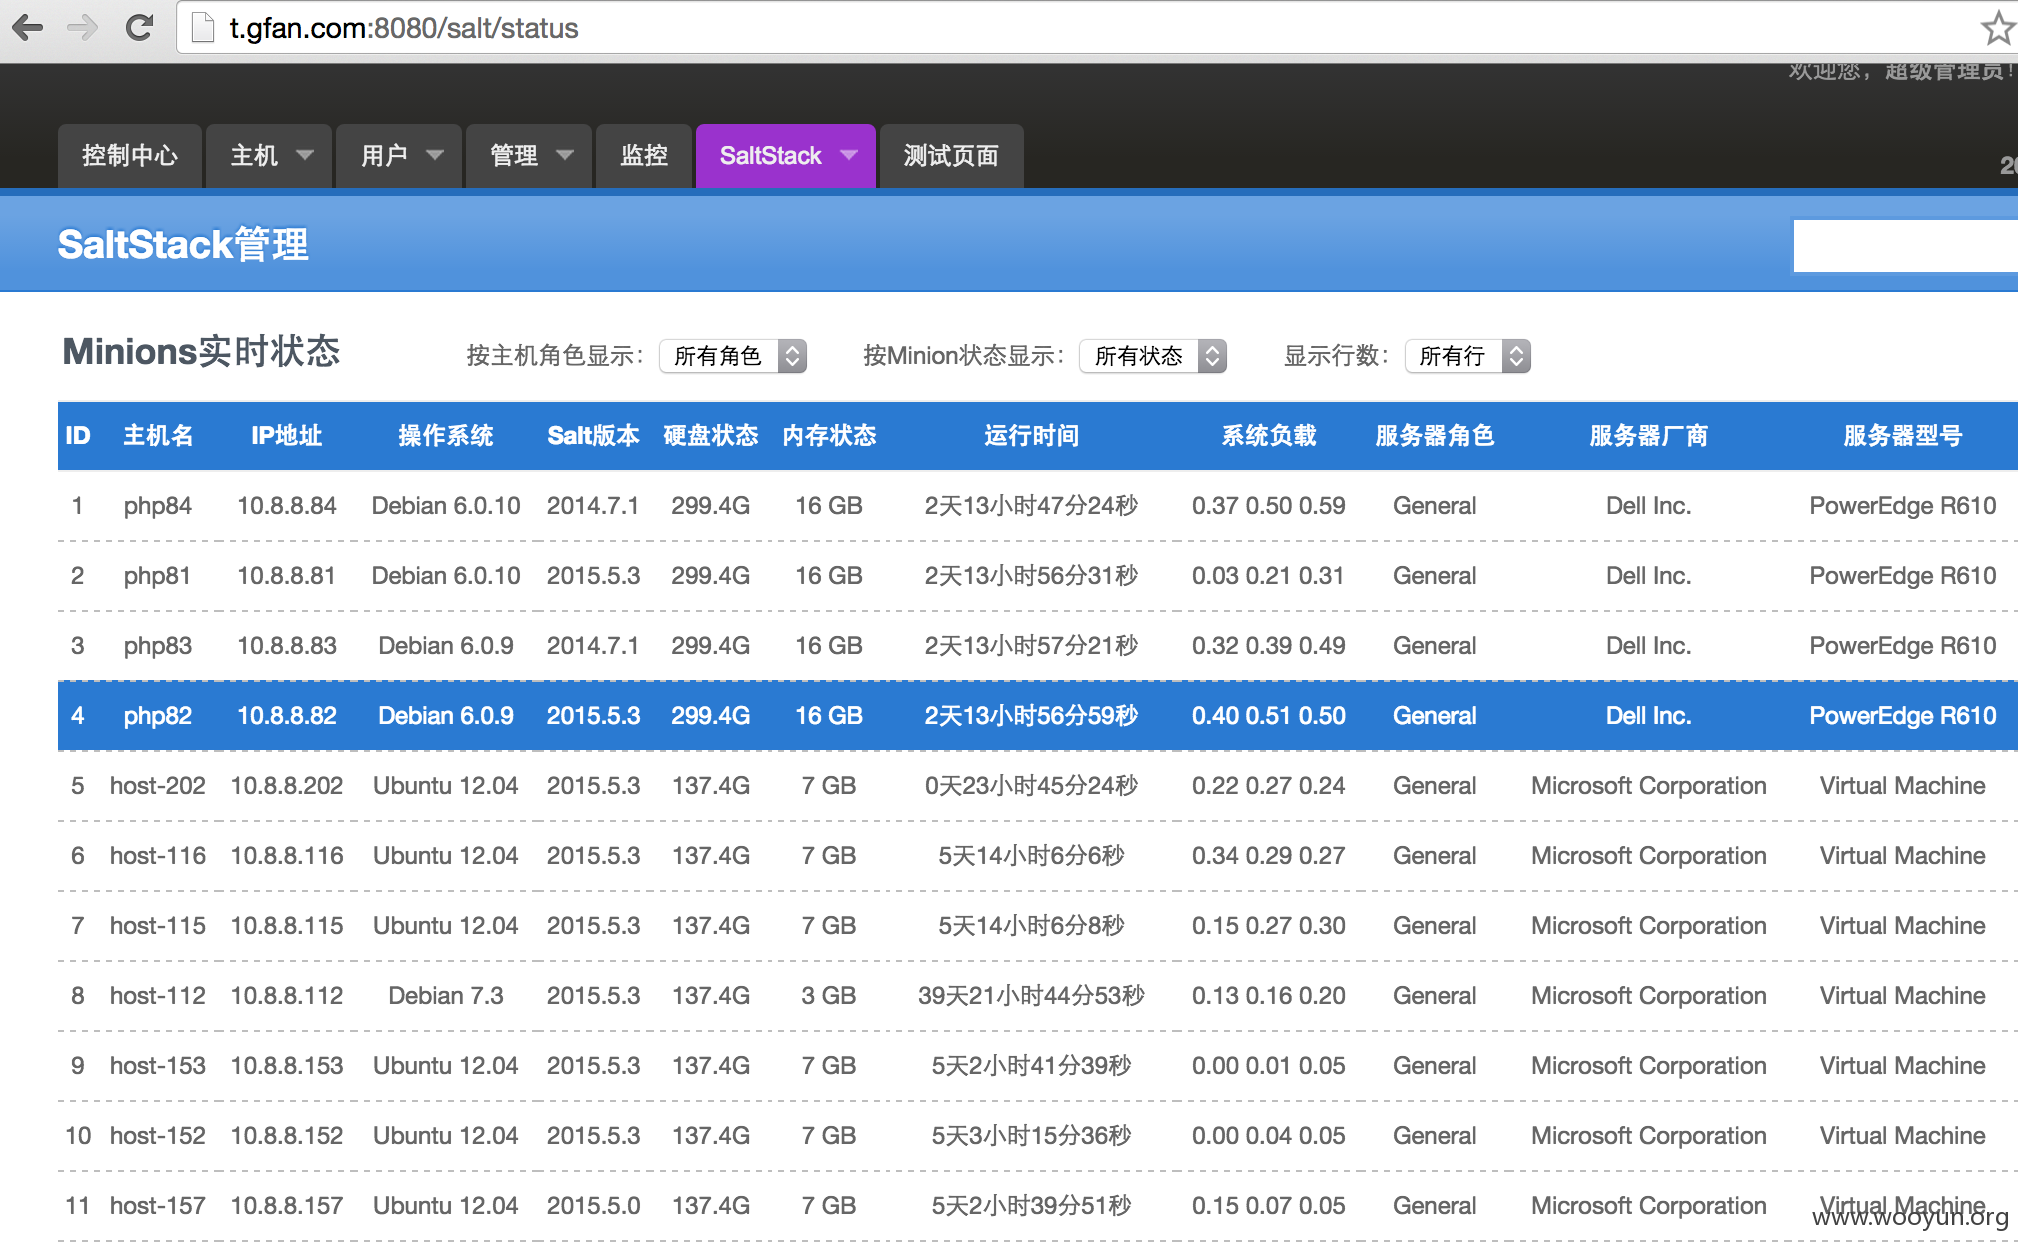 t.gfan.com:8080/salt/status
欢迎您，超级管理员！
控制中心 主机 用户 管理 监控 SaltStack 测试页面
20
SaltStack管理
Minions实时状态 按主机角色显示： 所有角色 按Minion状态显示： 所有状态 显示行数： 所有行
ID 主机名 IP地址 操作系统 Salt版本 硬盘状态 内存状态 运行时间 系统负载 服务器角色 服务器厂商 服务器型号
1 php84 10.8.8.84 Debian 6.0.10 2014.7.1 299.4G 16 GB 2天13小时47分24秒 0.37 0.50 0.59 General Dell Inc. PowerEdge R610
2 php81 10.8.8.81 Debian 6.0.10 2015.5.3 299.4G 16 GB 2天13小时56分31秒 0.03 0.21 0.31 General Dell Inc. PowerEdge R610
3 php83 10.8.8.83 Debian 6.0.9 2014.7.1 299.4G 16 GB 2天13小时57分21秒 0.32 0.39 0.49 General Dell Inc. PowerEdge R610
4 php82 10.8.8.82 Debian 6.0.9 2015.5.3 299.4G 16 GB 2天13小时56分59秒 0.40 0.51 0.50 General Dell Inc. PowerEdge R610
5 host-202 10.8.8.202 Ubuntu 12.04 2015.5.3 137.4G 7 GB 0天23小时45分24秒 0.22 0.27 0.24 General Microsoft Corporation Virtual Machine
6 host-116 10.8.8.116 Ubuntu 12.04 2015.5.3 137.4G 7 GB 5天14小时6分6秒 0.34 0.29 0.27 General Microsoft Corporation Virtual Machine
7 host-115 10.8.8.115 Ubuntu 12.04 2015.5.3 137.4G 7 GB 5天14小时6分8秒 0.15 0.27 0.30 General Microsoft Corporation Virtual Machine
8 host-112 10.8.8.112 Debian 7.3 2015.5.3 137.4G 3 GB 39天21小时44分53秒 0.13 0.16 0.20 General Microsoft Corporation Virtual Machine
9 host-153 10.8.8.153 Ubuntu 12.04 2015.5.3 137.4G 7 GB 5天2小时41分39秒 0.00 0.01 0.05 General Microsoft Corporation Virtual Machine
10 host-152 10.8.8.152 Ubuntu 12.04 2015.5.3 137.4G 7 GB 5天3小时15分36秒 0.00 0.04 0.05 General Microsoft Corporation Virtual Machine
11 host-157 10.8.8.157 Ubuntu 12.04 2015.5.0 137.4G 7 GB 5天2小时39分51秒 0.15 0.07 0.05 General Microsoft Corporation Virtual Machine
www.wooyun.org